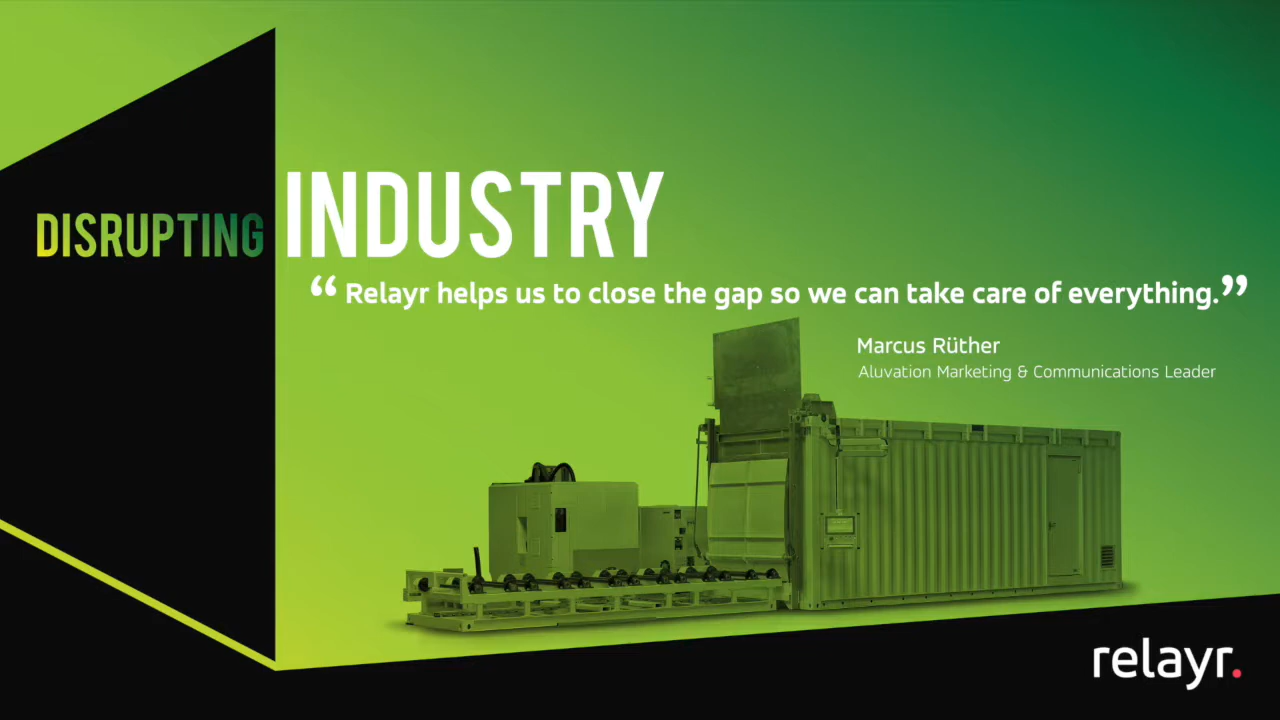 DISRUPTING INDUSTRY
“Relayr helps us to close the gap so we can take care of everything.”
Marcus Rüther
Aluvation Marketing & Communications Leader
relayr.